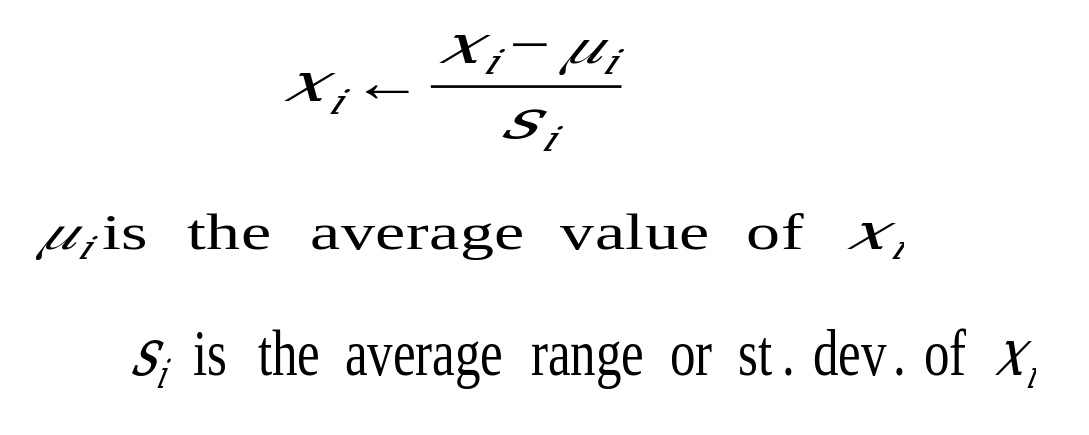 x_i ← (x_i − μ_i) / s_i
μ_i is the average value of x_i
s_i is the average range or st . dev . of x_i